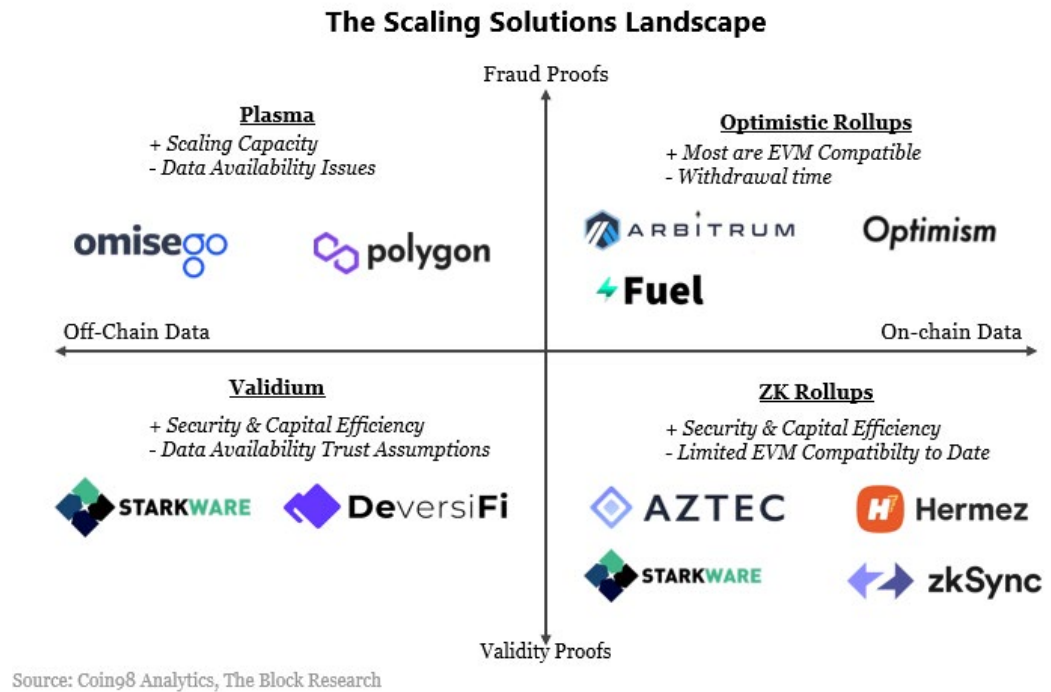 The Scaling Solutions Landscape
Fraud Proofs
Plasma
+ Scaling Capacity
- Data Availability Issues
omisego
polygon
Optimistic Rollups
+ Most are EVM Compatible
- Withdrawal time
ARBITRUM
Optimism
Fuel
Off-Chain Data
On-chain Data
Validium
+ Security & Capital Efficiency
- Data Availability Trust Assumptions
STARKWARE
DeversiFi
ZK Rollups
+ Security & Capital Efficiency
- Limited EVM Compatibilty to Date
AZTEC
Hermez
STARKWARE
zkSync
Validity Proofs
Source: Coin98 Analytics, The Block Research